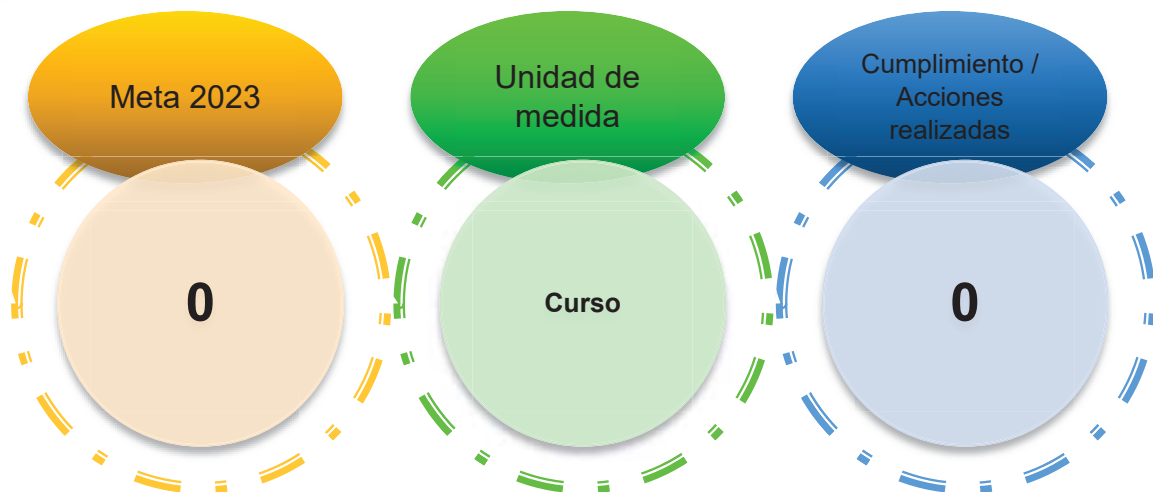 Meta 2023
Unidad de
medida
Cumplimiento /
Acciones
realizadas
0
Curso
0